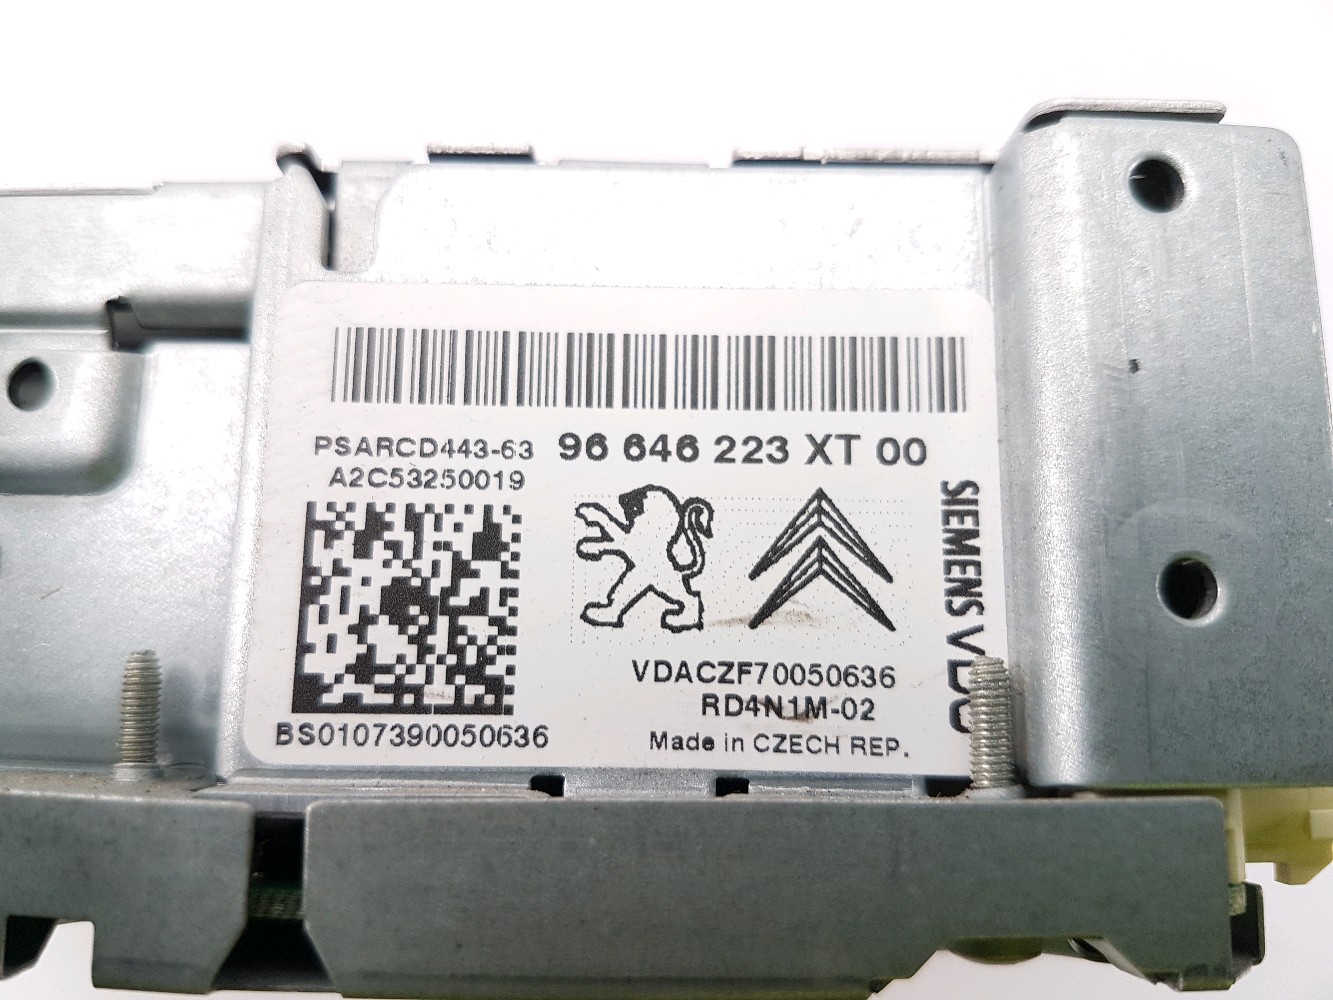 PSARCD443-63 96 646 223 XT 00
A2C53250019
SIEMENS VDO
VDACZF70050636
RD4N1M-02
BS0107390050636
Made in CZECH REP.